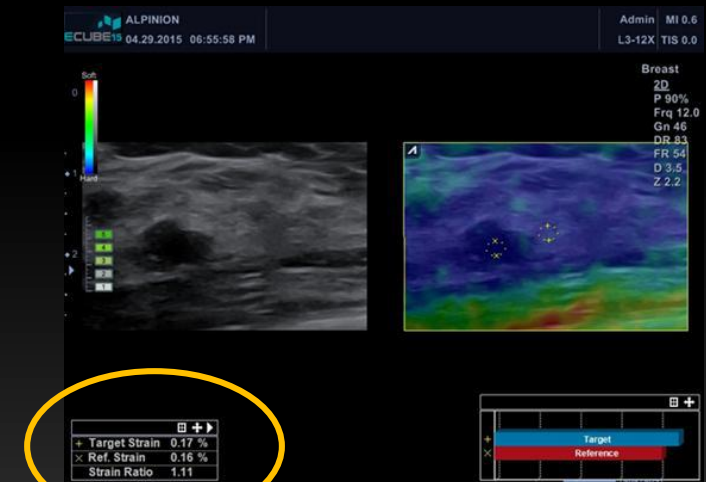 ALPINION
ECUBE15 04.29.2015 06:55:58 PM
Admin MI 0.6
L3-12X TIS 0.0
Breast
2D
P 90%
Frq 12.0
Gn 46
DR 83
FR 54
D 3.5
Z 2.2
Soft
0
Hard
1
2
5
4
3
2
1
+ Target Strain 0.17 %
× Ref. Strain 0.16 %
Strain Ratio 1.11
+ Target
× Reference